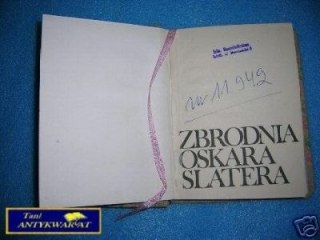 nr 11.942
ZBRODNIA
OSKARA
SLATERA
Tani
ANTYKWARIAT